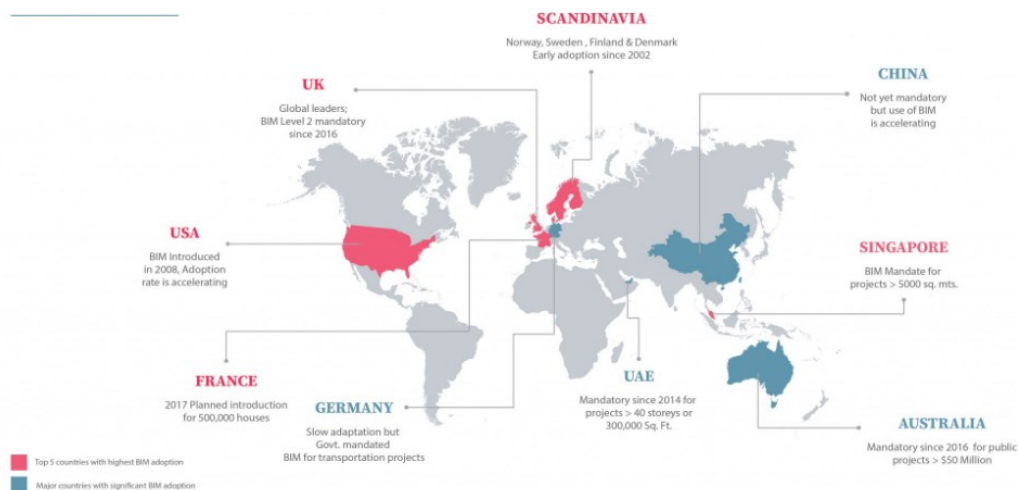 SCANDINAVIA
Norway, Sweden , Finland & Denmark
Early adoption since 2002
CHINA
Not yet mandatory
but use of BIM
is accelerating
UK
Global leaders;
BIM Level 2 mandatory
since 2016
USA
BIM Introduced
in 2008, Adoption
rate is accelerating
SINGAPORE
BIM Mandate for
projects > 5000 sq. mts.
FRANCE
2017 Planned introduction
for 500,000 houses
GERMANY
Slow adaptation but
Govt. mandated
BIM for transportation projects
UAE
Mandatory since 2014 for
projects > 40 storeys or
300,000 Sq. Ft.
AUSTRALIA
Mandatory since 2016 for public
projects > $50 Million
Top 5 countries with highest BIM adoption
Major countries with significant BIM adoption